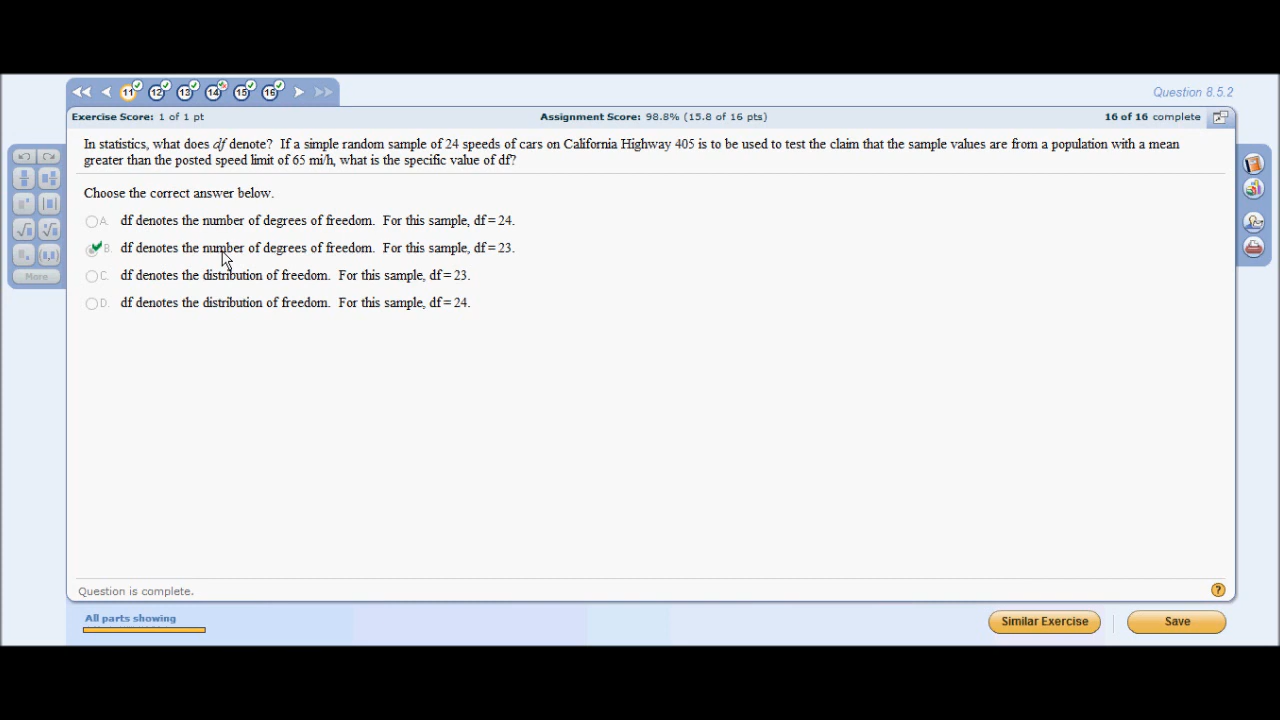 11 12 13 14 15 16
Question 8.5.2
Exercise Score: 1 of 1 pt
Assignment Score: 98.8% (15.8 of 16 pts)
16 of 16 complete
In statistics, what does df denote? If a simple random sample of 24 speeds of cars on California Highway 405 is to be used to test the claim that the sample values are from a population with a mean
greater than the posted speed limit of 65 mi/h, what is the specific value of df?
Choose the correct answer below.
A. df denotes the number of degrees of freedom. For this sample, df = 24.
B. df denotes the number of degrees of freedom. For this sample, df = 23.
C. df denotes the distribution of freedom. For this sample, df = 23.
D. df denotes the distribution of freedom. For this sample, df = 24.
More
Question is complete.
?
All parts showing
Similar Exercise
Save